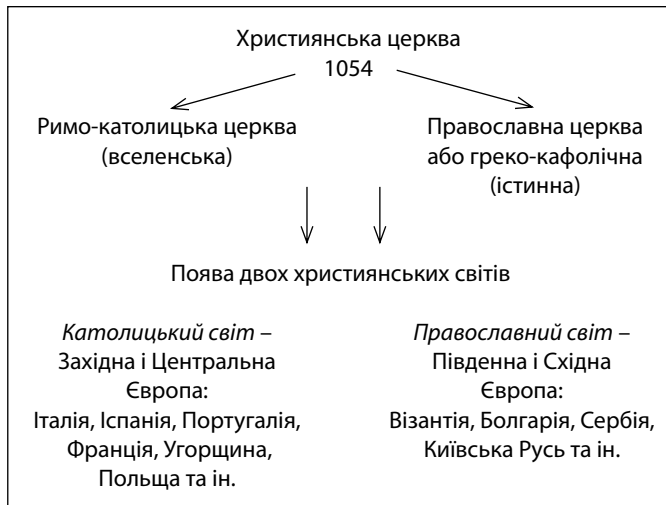 Християнська церква
1054
Римо-католицька церква
(вселенська)
Православна церква
або греко-кафолічна
(істинна)
Поява двох християнських світів
Католицький світ –
Західна і Центральна
Європа:
Італія, Іспанія, Португалія,
Франція, Угорщина,
Польща та ін.
Православний світ –
Південна і Східна
Європа:
Візантія, Болгарія, Сербія,
Київська Русь та ін.